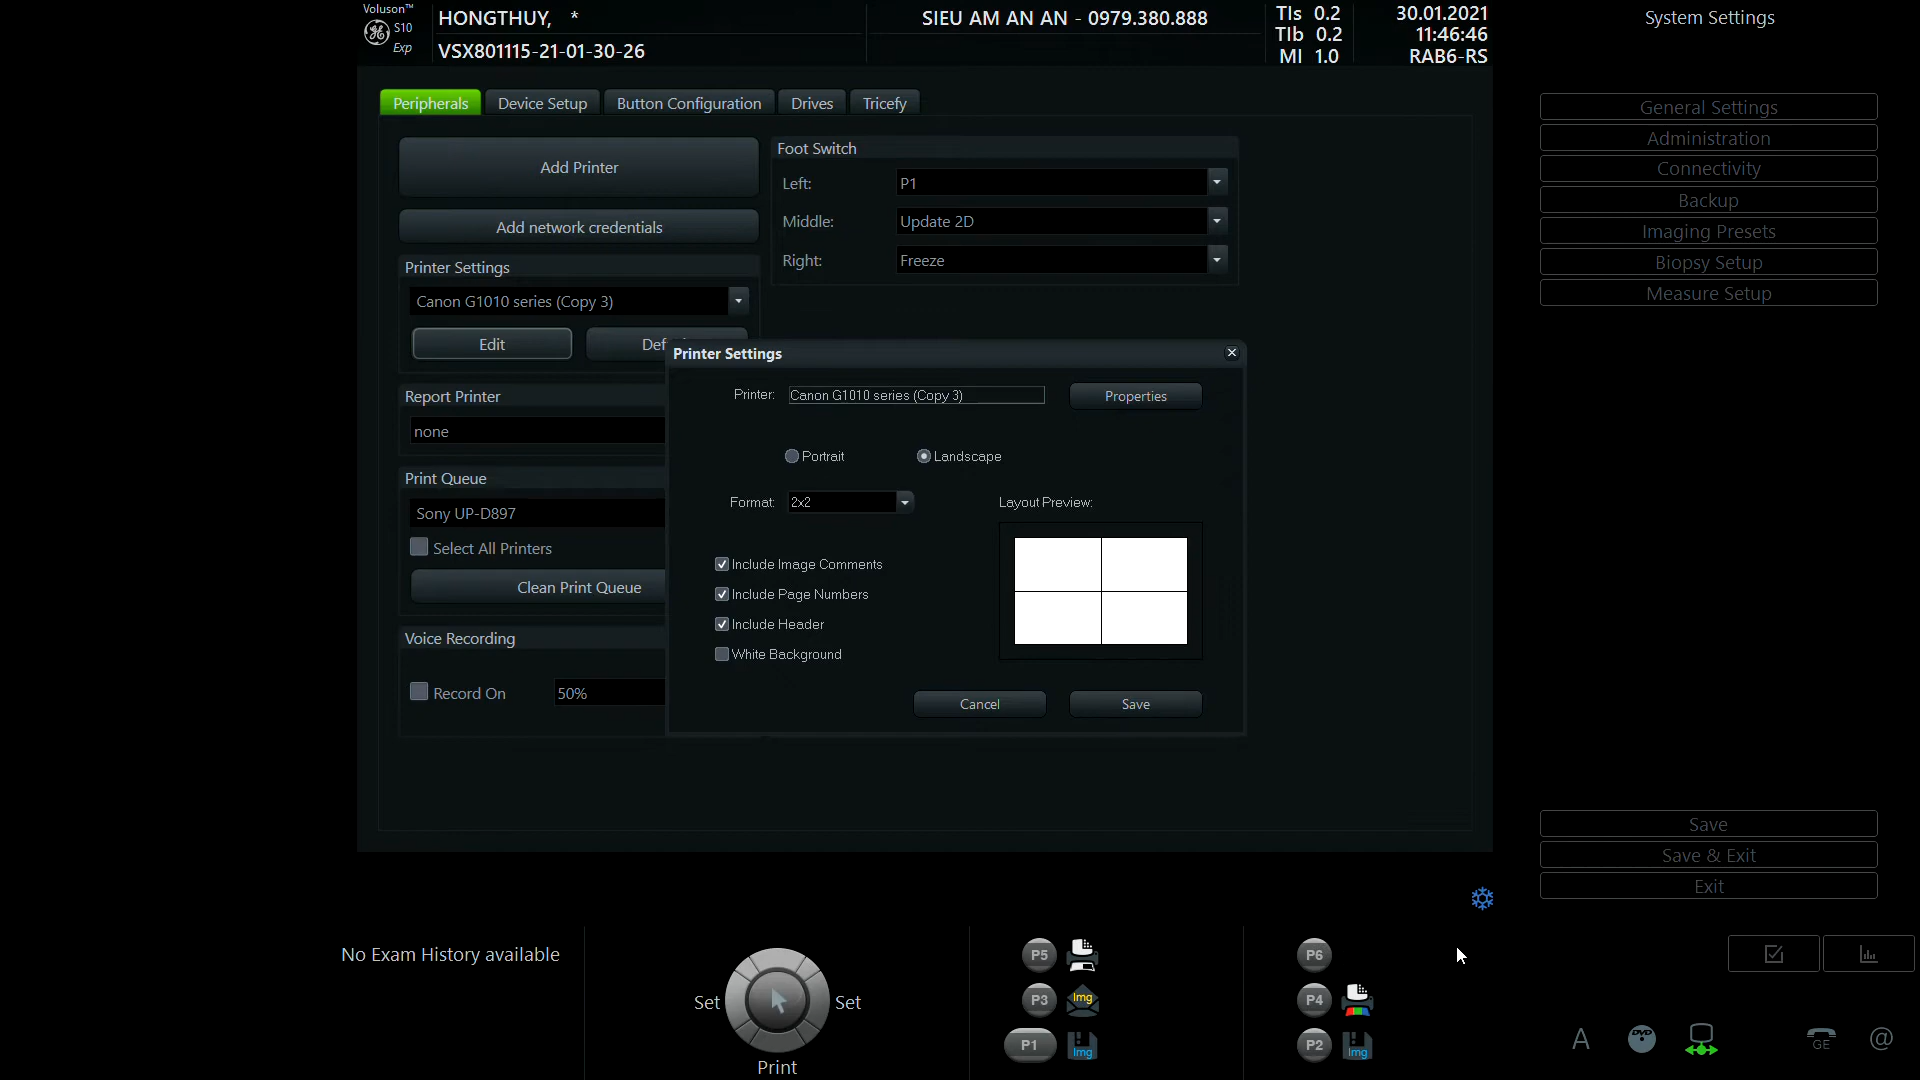 Voluson™
S10
Exp
HONGTHUY, *
VSX801115-21-01-30-26
SIEU AM AN AN - 0979.380.888
TIs 0.2
TIb 0.2
MI 1.0
30.01.2021
11:46:46
RAB6-RS
System Settings
Peripherals
Device Setup
Button Configuration
Drives
Tricefy
Add Printer
Add network credentials
Printer Settings
Canon G1010 series (Copy 3)
Edit
Foot Switch
Left:
P1
Middle:
Update 2D
Right:
Freeze
Report Printer
none
Print Queue
Sony UP-D897
Select All Printers
Clean Print Queue
Voice Recording
Record On
50%
Printer Settings
Printer:
Canon G1010 series (Copy 3)
Properties
Portrait
Landscape
Format:
2x2
Layout Preview:
Include Image Comments
Include Page Numbers
Include Header
White Background
Cancel
Save
General Settings
Administration
Connectivity
Backup
Imaging Presets
Biopsy Setup
Measure Setup
Save
Save & Exit
Exit
No Exam History available
Set
Set
Print
P5
P3
Img
P1
Img
P6
P4
P2
Img
A
DVD
GE
@